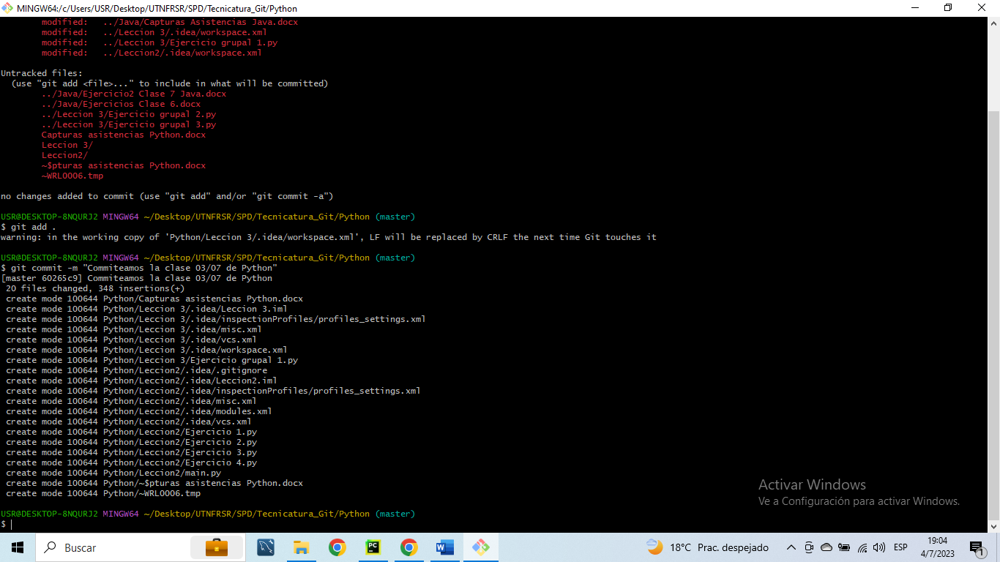 MINGW64:/c/Users/USR/Desktop/UTNFRSR/SPD/Tecnicatura_Git/Python
modified:   ../Java/Capturas Asistencias Java.docx
modified:   ../Leccion 3/.idea/workspace.xml
modified:   ../Leccion 3/Ejercicio grupal 1.py
modified:   ../Leccion2/.idea/workspace.xml
Untracked files:
(use "git add <file>..." to include in what will be committed)
../Java/Ejercicio2 Clase 7 Java.docx
../Java/Ejercicios Clase 6.docx
../Leccion 3/Ejercicio grupal 2.py
../Leccion 3/Ejercicio grupal 3.py
Capturas asistencias Python.docx
Leccion 3/
Leccion2/
~$pturas asistencias Python.docx
~WRL0006.tmp
no changes added to commit (use "git add" and/or "git commit -a")
USR@DESKTOP-8NQURJ2 MINGW64 ~/Desktop/UTNFRSR/SPD/Tecnicatura_Git/Python (master)
$ git add .
warning: in the working copy of 'Python/Leccion 3/.idea/workspace.xml', LF will be replaced by CRLF the next time Git touches it
USR@DESKTOP-8NQURJ2 MINGW64 ~/Desktop/UTNFRSR/SPD/Tecnicatura_Git/Python (master)
$ git commit -m "Commiteamos la clase 03/07 de Python"
[master 60265c9] Commiteamos la clase 03/07 de Python
20 files changed, 348 insertions(+)
create mode 100644 Python/Capturas asistencias Python.docx
create mode 100644 Python/Leccion 3/.idea/Leccion 3.iml
create mode 100644 Python/Leccion 3/.idea/inspectionProfiles/profiles_settings.xml
create mode 100644 Python/Leccion 3/.idea/misc.xml
create mode 100644 Python/Leccion 3/.idea/vcs.xml
create mode 100644 Python/Leccion 3/.idea/workspace.xml
create mode 100644 Python/Leccion 3/Ejercicio grupal 1.py
create mode 100644 Python/Leccion2/.idea/.gitignore
create mode 100644 Python/Leccion2/.idea/Leccion2.iml
create mode 100644 Python/Leccion2/.idea/inspectionProfiles/profiles_settings.xml
create mode 100644 Python/Leccion2/.idea/misc.xml
create mode 100644 Python/Leccion2/.idea/modules.xml
create mode 100644 Python/Leccion2/.idea/vcs.xml
create mode 100644 Python/Leccion2/Ejercicio 1.py
create mode 100644 Python/Leccion2/Ejercicio 2.py
create mode 100644 Python/Leccion2/Ejercicio 3.py
create mode 100644 Python/Leccion2/Ejercicio 4.py
create mode 100644 Python/Leccion2/main.py
create mode 100644 Python/~$pturas asistencias Python.docx
create mode 100644 Python/~WRL0006.tmp
USR@DESKTOP-8NQURJ2 MINGW64 ~/Desktop/UTNFRSR/SPD/Tecnicatura_Git/Python (master)
$
Activar Windows
Ve a Configuración para activar Windows.
Buscar
PC
W
18°C Prac. despejado
ESP
19:04
4/7/2023
1